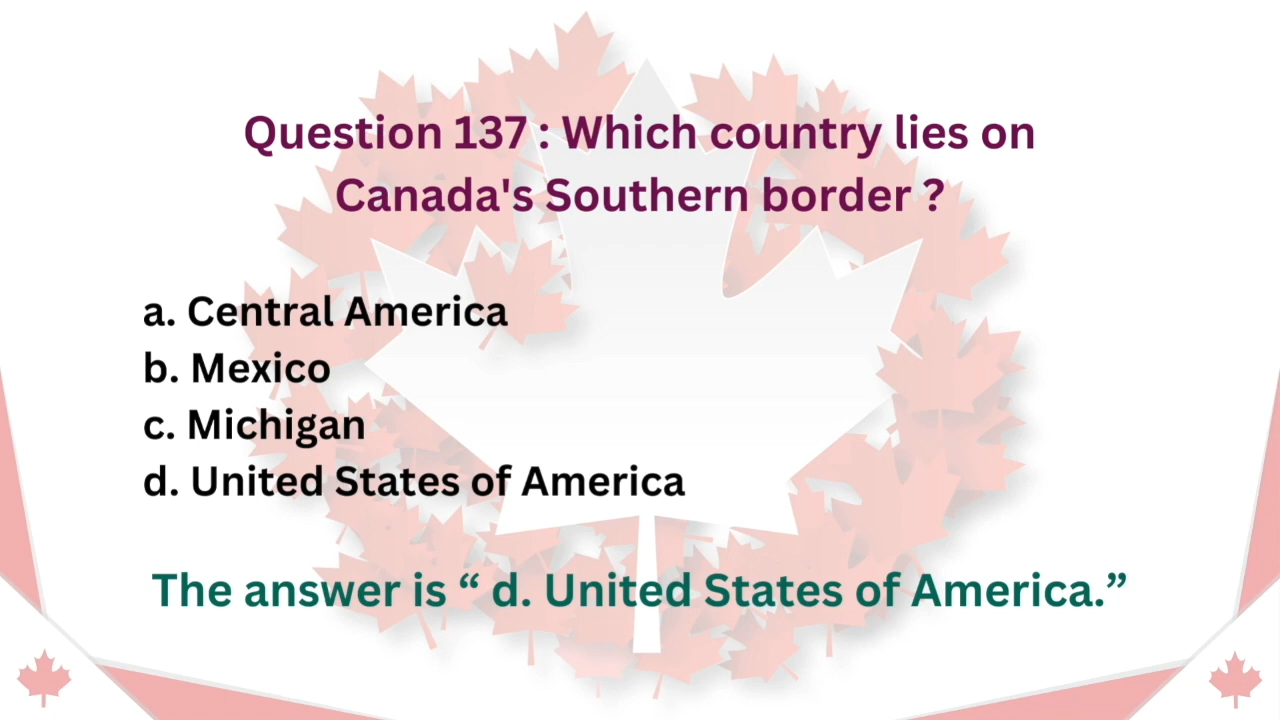 Question 137 : Which country lies on
Canada's Southern border ?
a. Central America
b. Mexico
c. Michigan
d. United States of America
The answer is “ d. United States of America.”